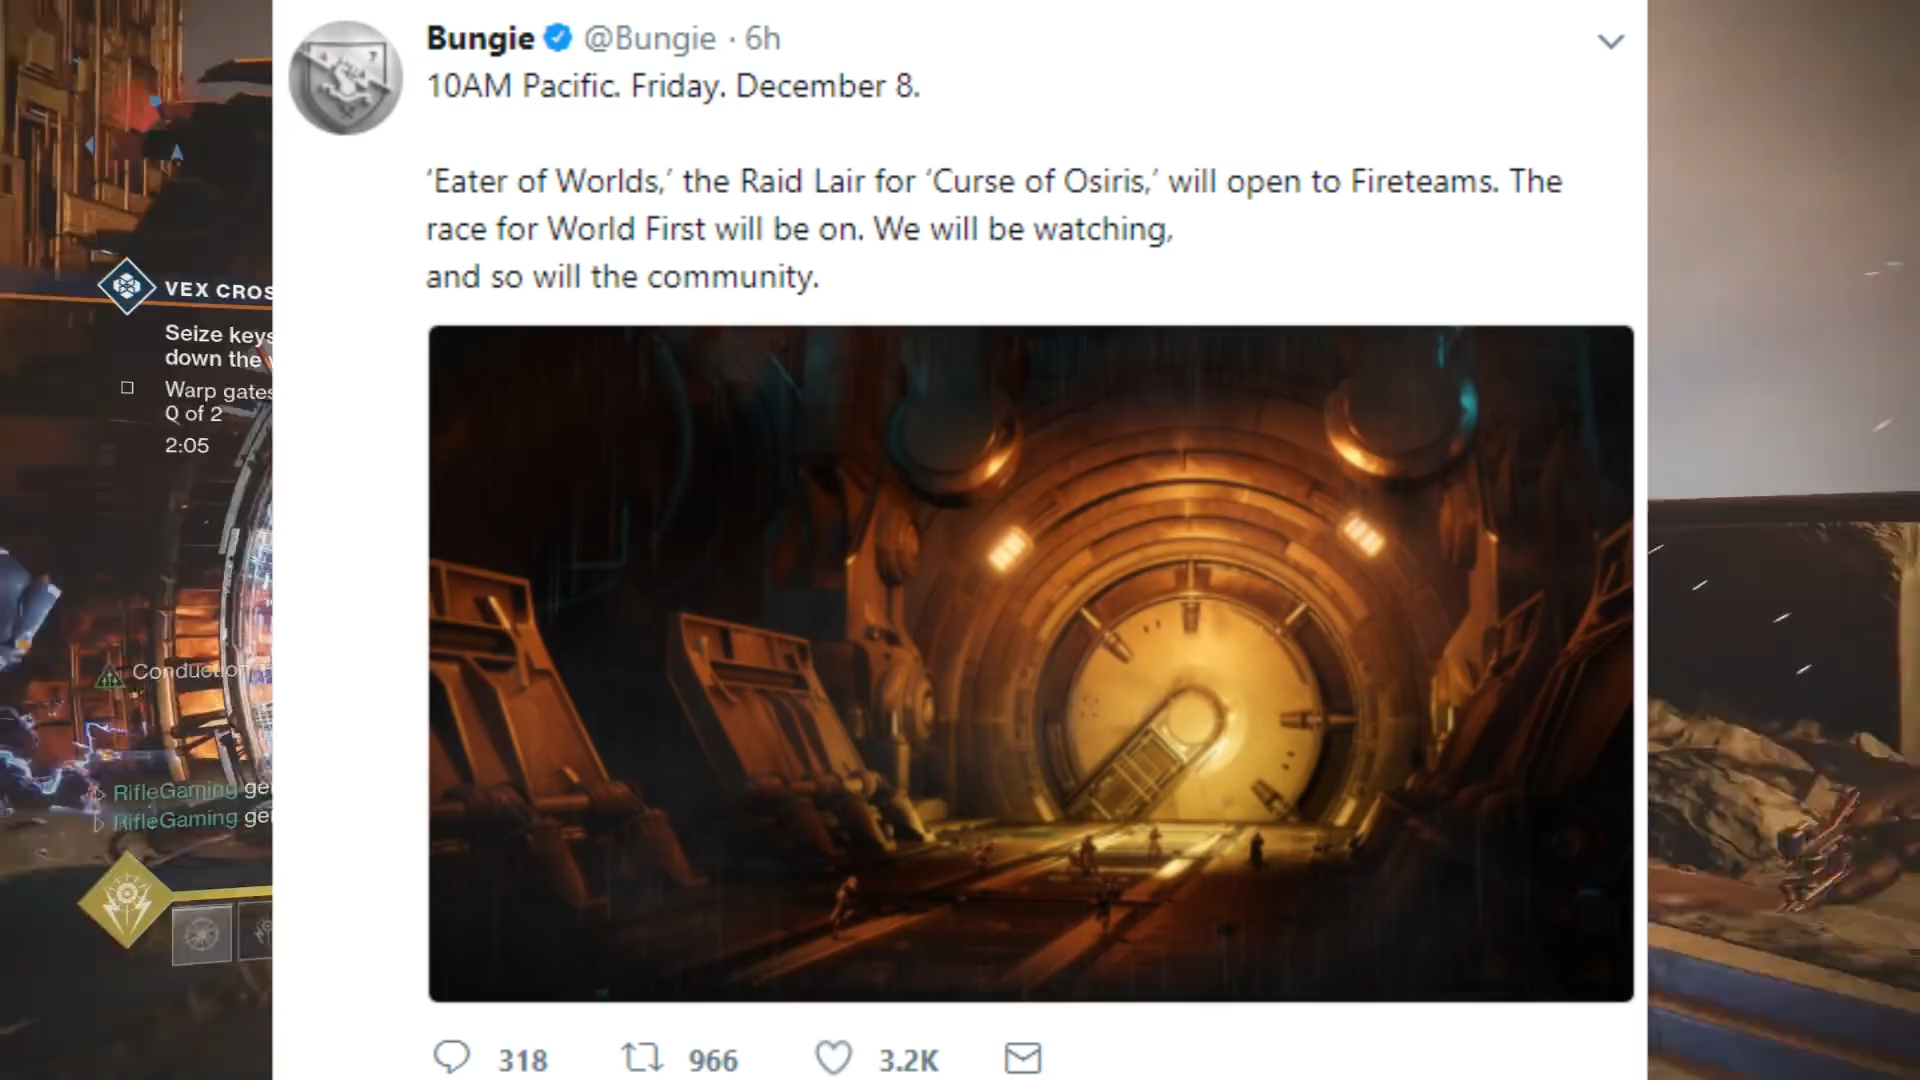 Bungie @Bungie · 6h
10AM Pacific. Friday. December 8.
‘Eater of Worlds,’ the Raid Lair for ‘Curse of Osiris,’ will open to Fireteams. The
race for World First will be on. We will be watching,
and so will the community.
318 966 3.2K
VEX CROS
Seize keys
down the
Warp gates
0 of 2
2:05
Conduction
RifleGaming ge
RifleGaming ge